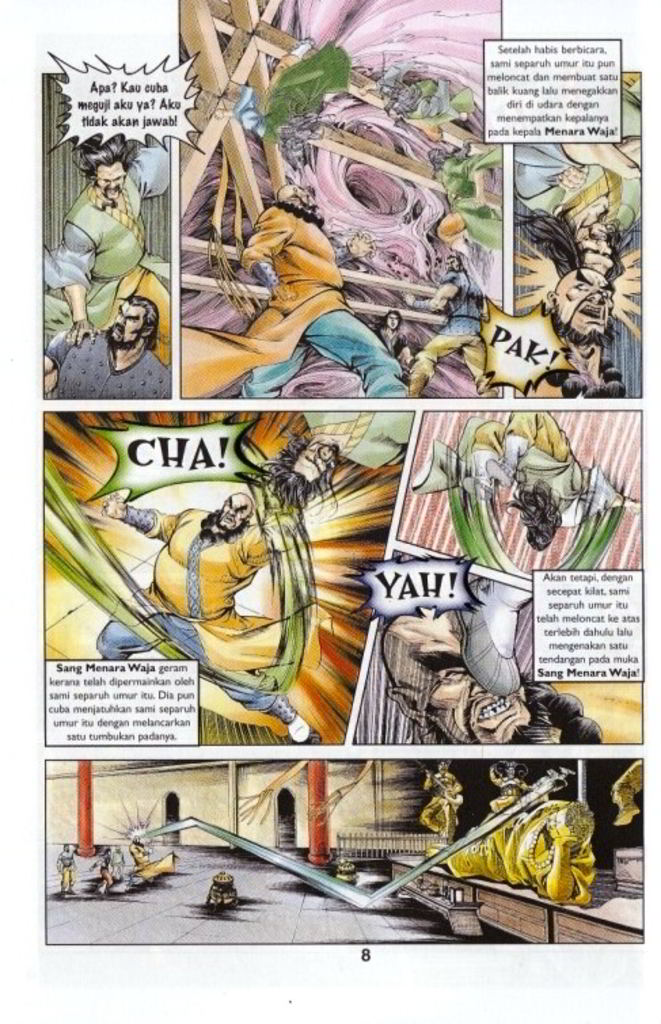 Apa? Kau cuba
meguji aku ya? Aku
tidak akan jawab!
Setelah habis berbicara,
sami separuh umur itu pun
meloncat dan membuat satu
balik kuang lalu menegakkan
diri di udara dengan
menempatkan kepalanya
pada kepala Menara Waja!
PAK!
CHA!
Sang Menara Waja geram
kerana telah dipermainkan oleh
sami separuh umur itu. Dia pun
cuba menjatuhkan sami separuh
umur itu dengan melancarkan
satu tumbukan padanya.
YAH!
Akan tetapi, dengan
secepat kilat, sami
separuh umur itu
telah meloncat ke atas
terlebih dahulu lalu
mengenakan satu
tendangan pada muka
Sang Menara Waja!
8